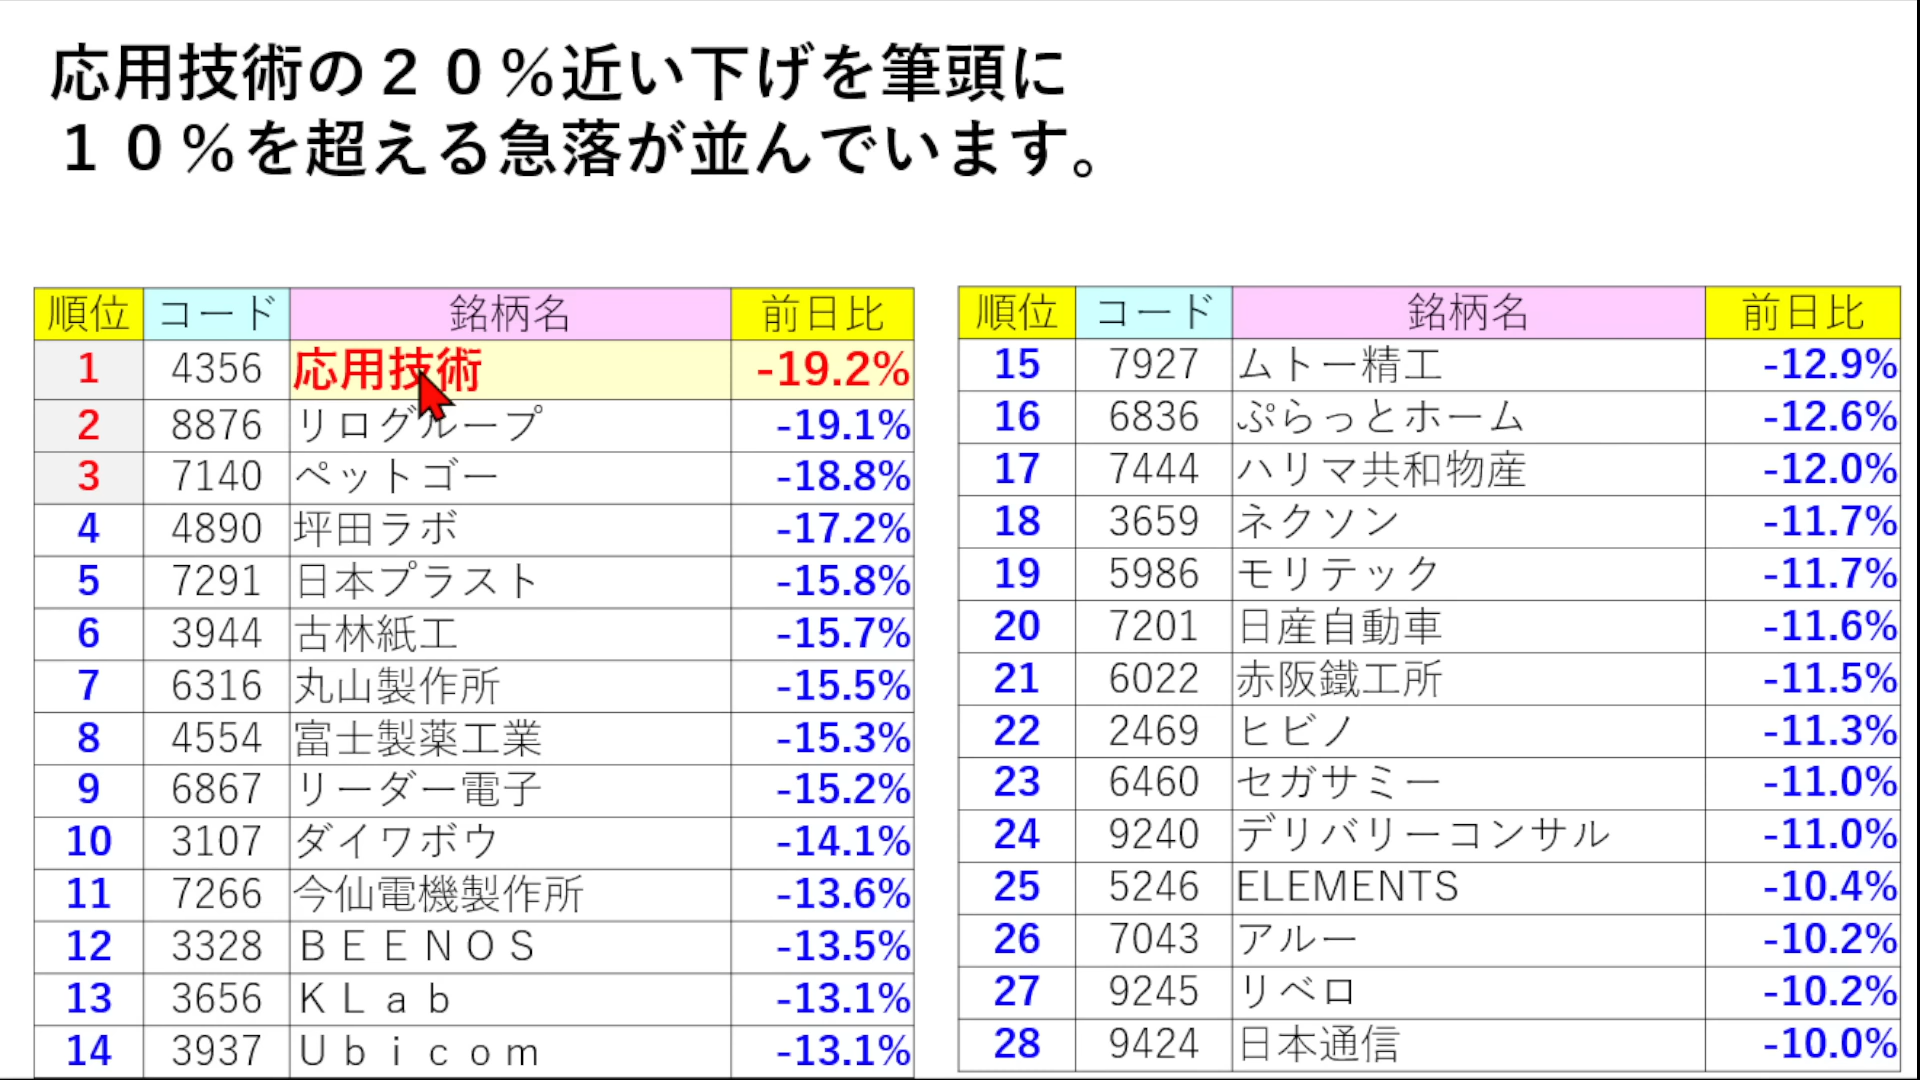 応用技術の２０％近い下げを筆頭に
１０％を超える急落が並んでいます。
順位 コード 銘柄名 前日比
1 4356 応用技術 -19.2%
2 8876 リログループ -19.1%
3 7140 ペットゴー -18.8%
4 4890 坪田ラボ -17.2%
5 7291 日本プラスト -15.8%
6 3944 古林紙工 -15.7%
7 6316 丸山製作所 -15.5%
8 4554 富士製薬工業 -15.3%
9 6867 リーダー電子 -15.2%
10 3107 ダイワボウ -14.1%
11 7266 今仙電機製作所 -13.6%
12 3328 ＢＥＥＮＯＳ -13.5%
13 3656 ＫＬａｂ -13.1%
14 3937 Ｕｂｉｃｏｍ -13.1%
順位 コード 銘柄名 前日比
15 7927 ムトー精工 -12.9%
16 6836 ぷらっとホーム -12.6%
17 7444 ハリマ共和物産 -12.0%
18 3659 ネクソン -11.7%
19 5986 モリテック -11.7%
20 7201 日産自動車 -11.6%
21 6022 赤阪鐵工所 -11.5%
22 2469 ヒビノ -11.3%
23 6460 セガサミー -11.0%
24 9240 デリバリーコンサル -11.0%
25 5246 ELEMENTS -10.4%
26 7043 アルー -10.2%
27 9245 リベロ -10.2%
28 9424 日本通信 -10.0%